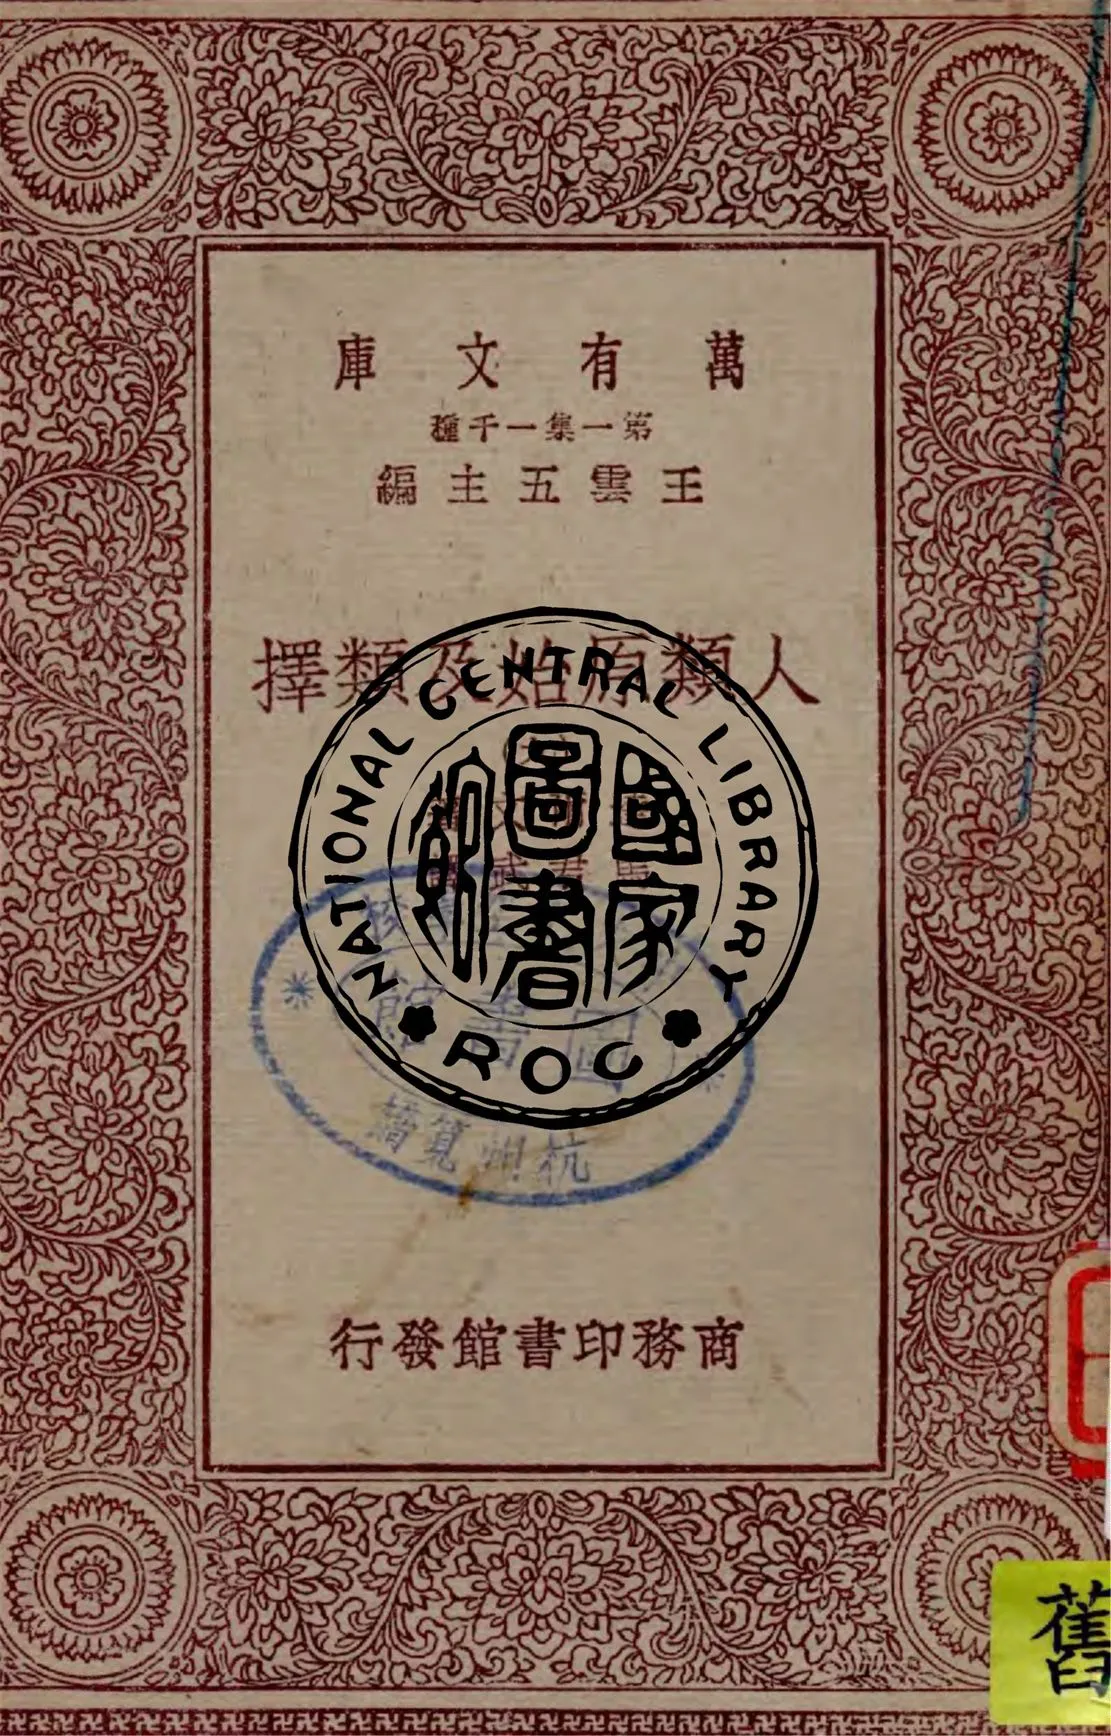 萬有文庫
第一集一千種
王雲五主編
人類原始及類擇
商務印書館發行
NATIONAL CENTRAL LIBRARY
ROC
國家圖書館
杭州
舊